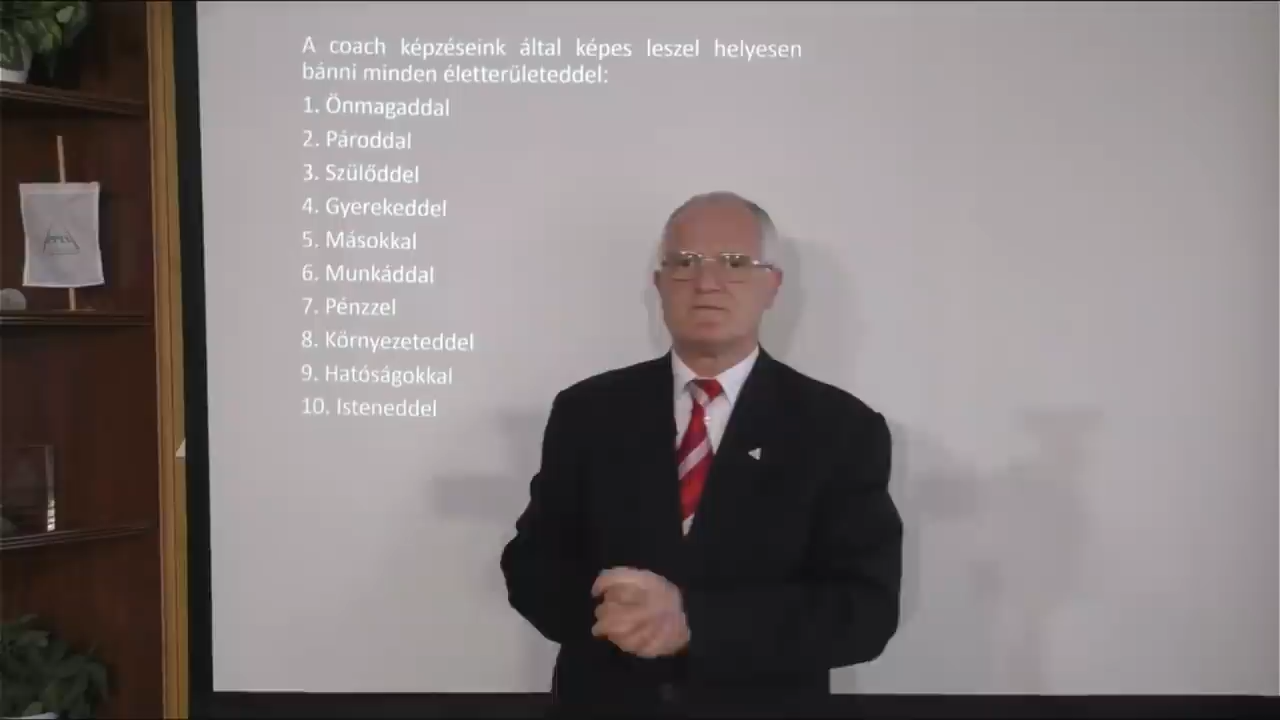 A coach képzéseink által képes leszel helyesen
bánni minden életterületeddel:
1. Önmagaddal
2. Pároddal
3. Szülőddel
4. Gyerekeddel
5. Másokkal
6. Munkáddal
7. Pénzzel
8. Környezeteddel
9. Hatóságokkal
10. Isteneddel